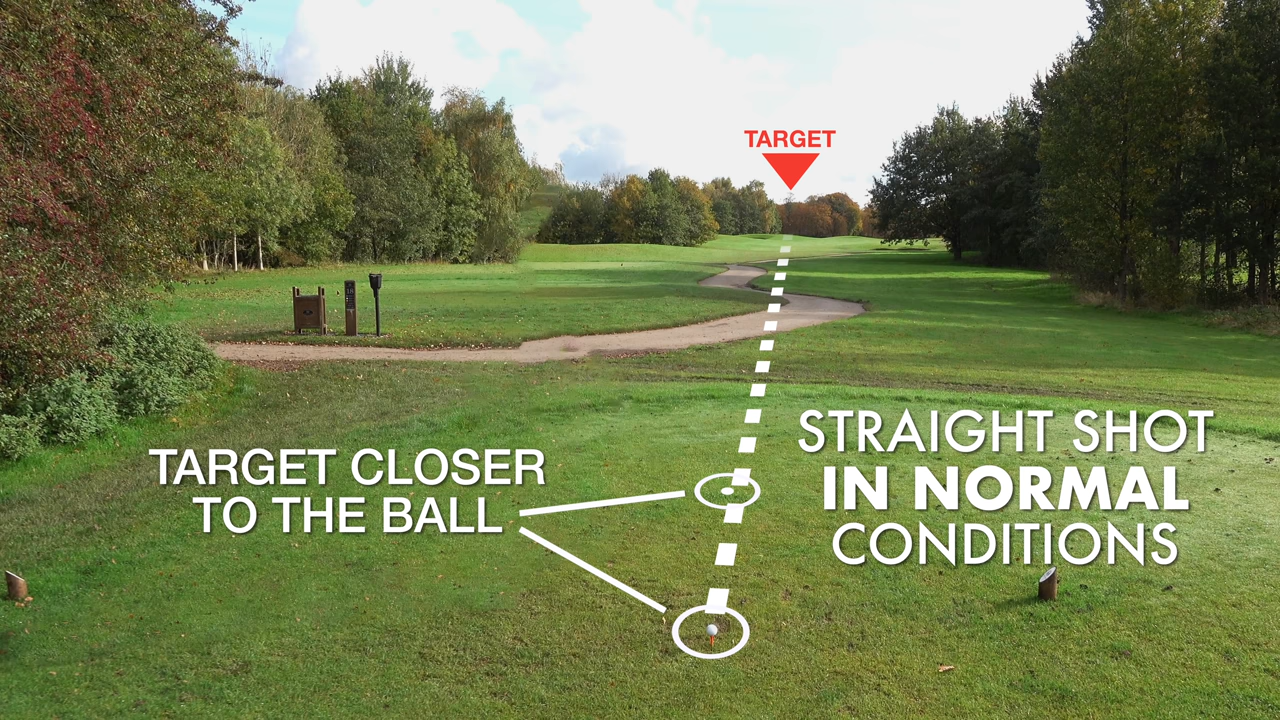 TARGET
STRAIGHT SHOT
IN NORMAL
CONDITIONS
TARGET CLOSER
TO THE BALL